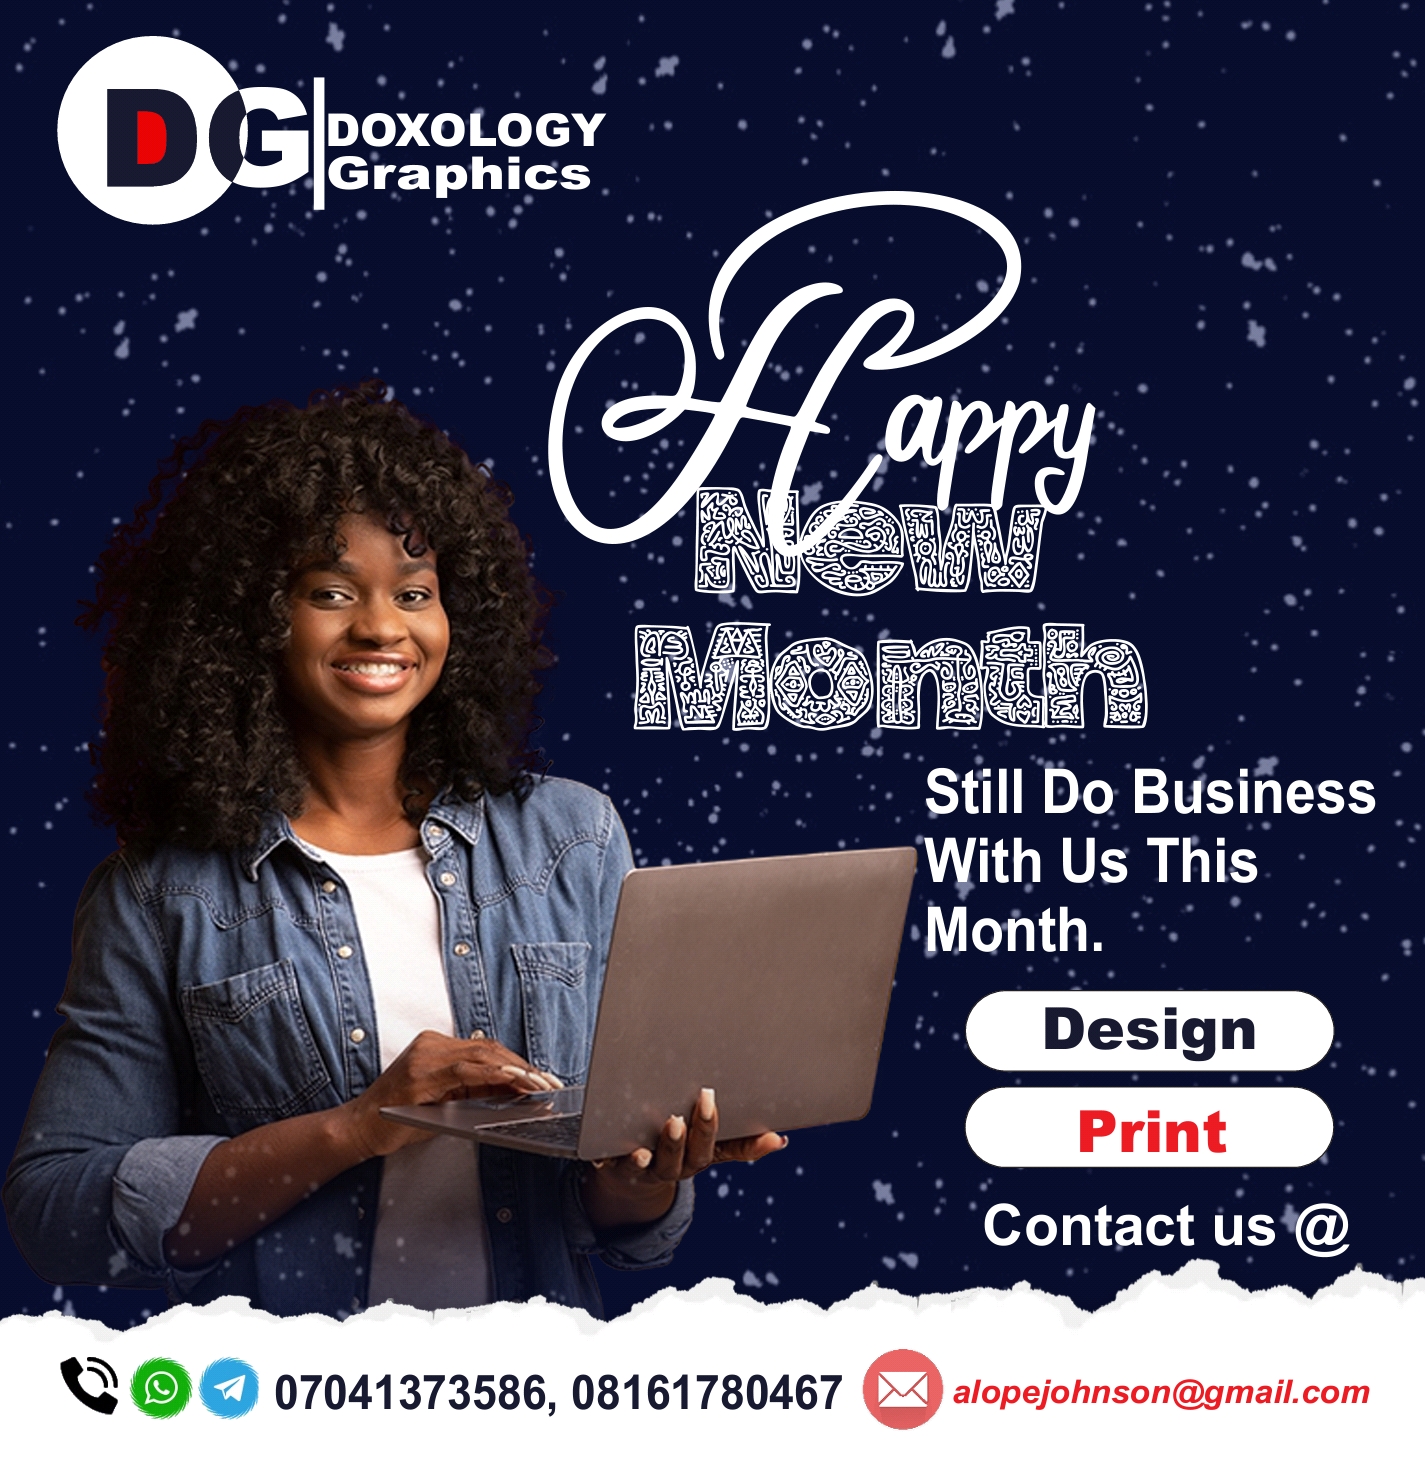 DG
DOXOLOGY
Graphics
Happy
New
Month
Still Do Business
With Us This
Month.
Design
Print
Contact us @
07041373586, 08161780467
alopejohnson@gmail.com